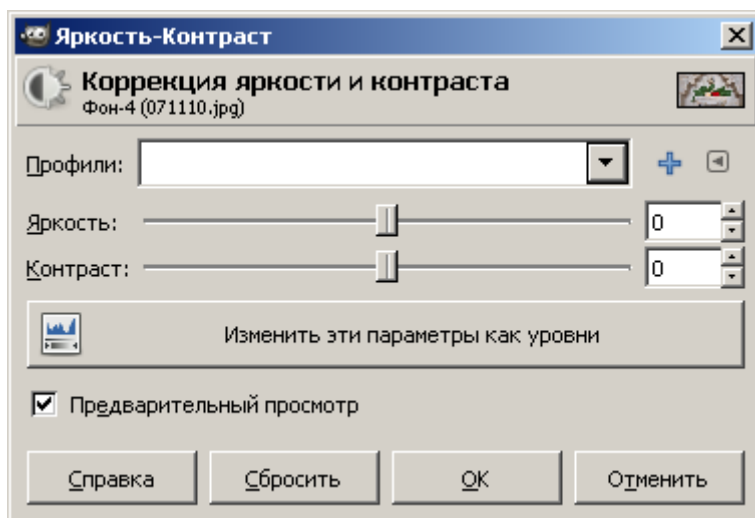 Яркость-Контраст
Коррекция яркости и контраста
Фон-4 (071110.jpg)
Профили:
Яркость: 0
Контраст: 0
Изменить эти параметры как уровни
Предварительный просмотр
Справка Сбросить OK Отменить